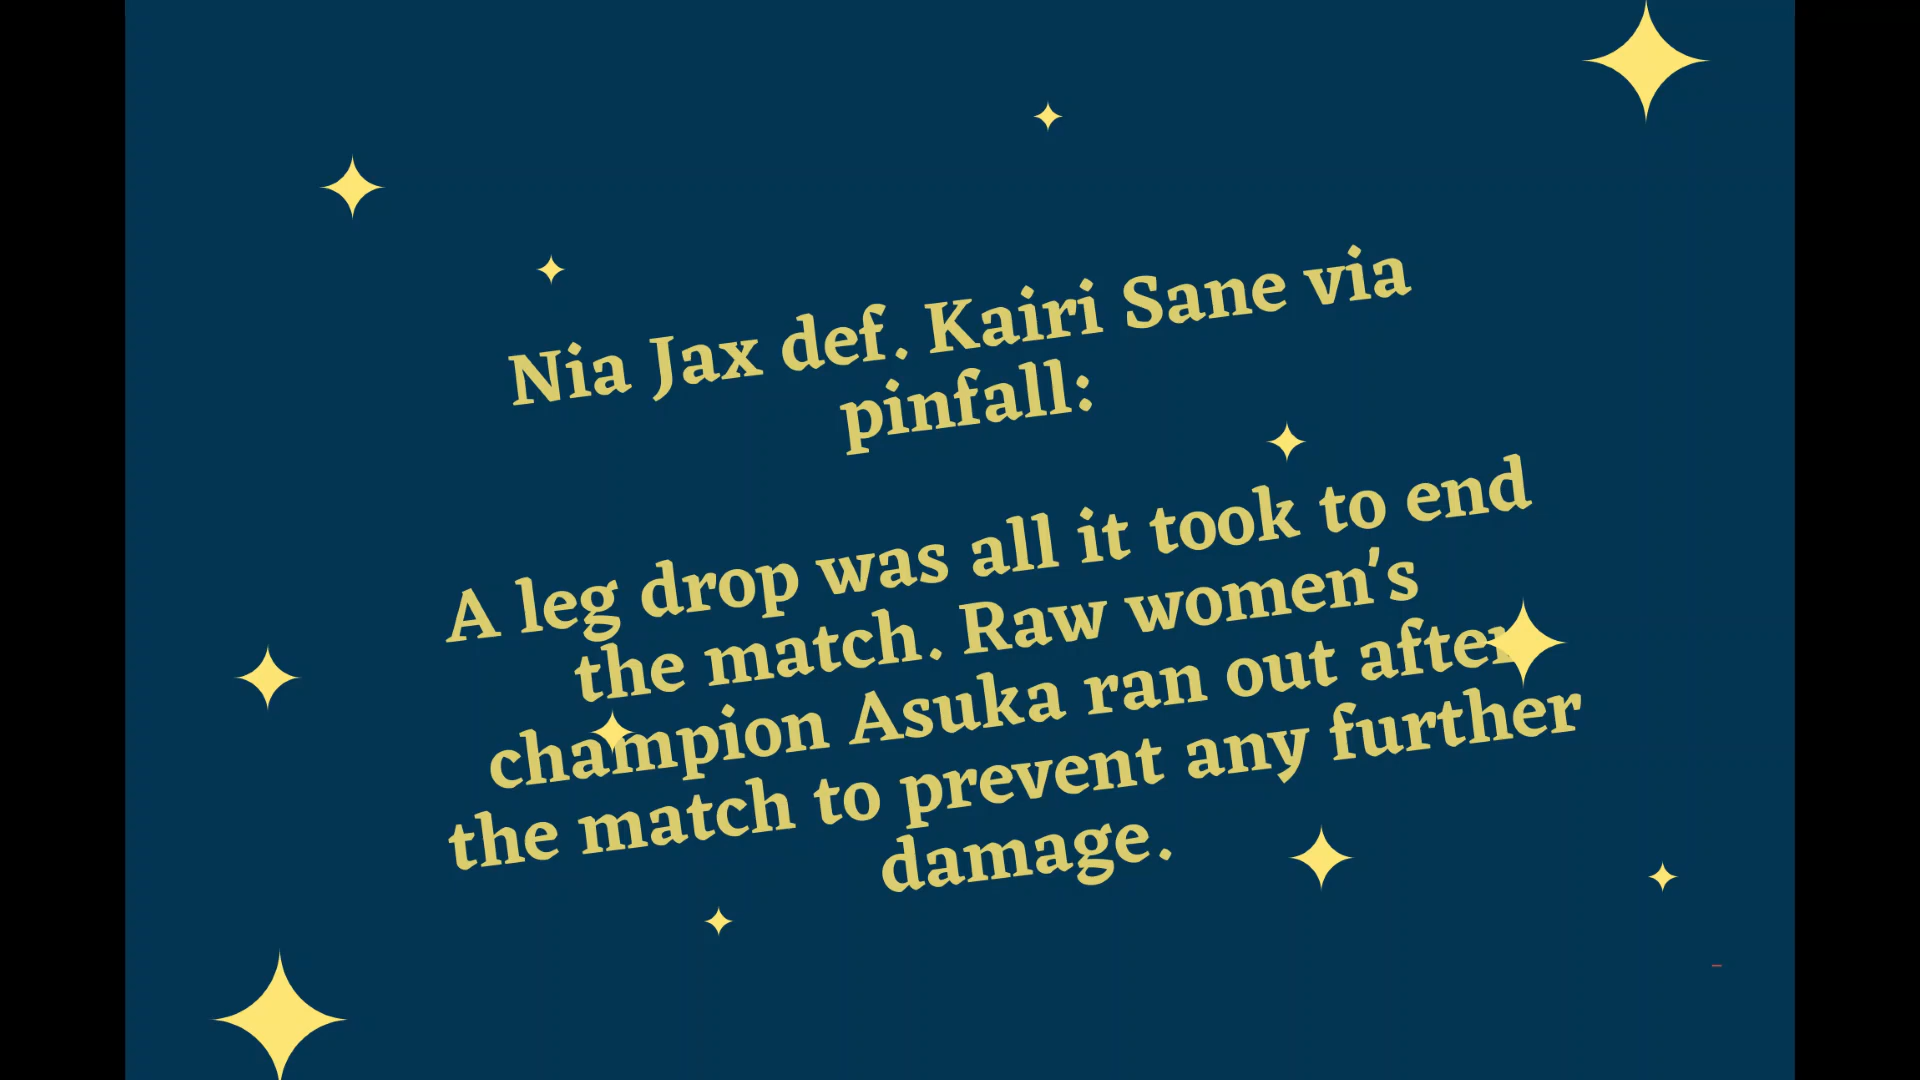 Nia Jax def. Kairi Sane via
pinfall:
A leg drop was all it took to end
the match. Raw women's
champion Asuka ran out after
the match to prevent any further
damage.